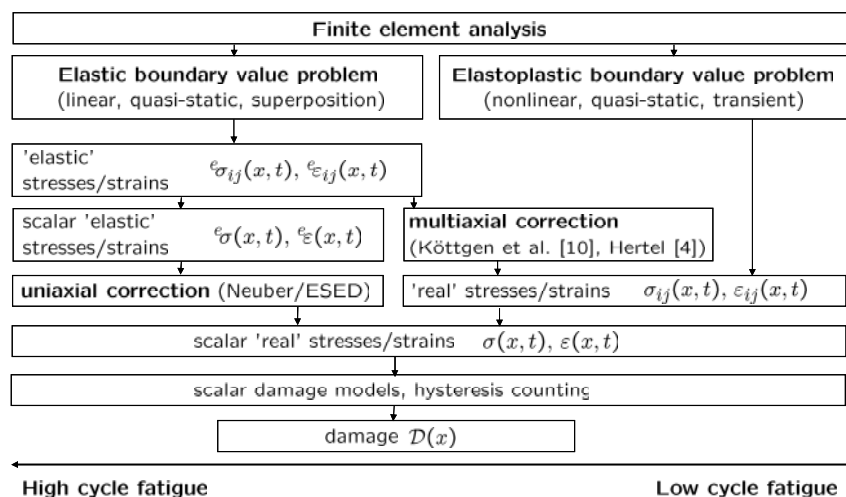 Finite element analysis
Elastic boundary value problem
(linear, quasi-static, superposition)
Elastoplastic boundary value problem
(nonlinear, quasi-static, transient)
'elastic'
stresses/strains ᵉσᵢⱼ(x, t), ᵉεᵢⱼ(x, t)
scalar 'elastic'
stresses/strains ᵉσ(x, t), ᵉε(x, t)
multiaxial correction
(Köttgen et al. [10], Hertel [4])
uniaxial correction (Neuber/ESED)
'real' stresses/strains σᵢⱼ(x, t), εᵢⱼ(x, t)
scalar 'real' stresses/strains σ(x, t), ε(x, t)
scalar damage models, hysteresis counting
damage 𝒟(x)
High cycle fatigue
Low cycle fatigue